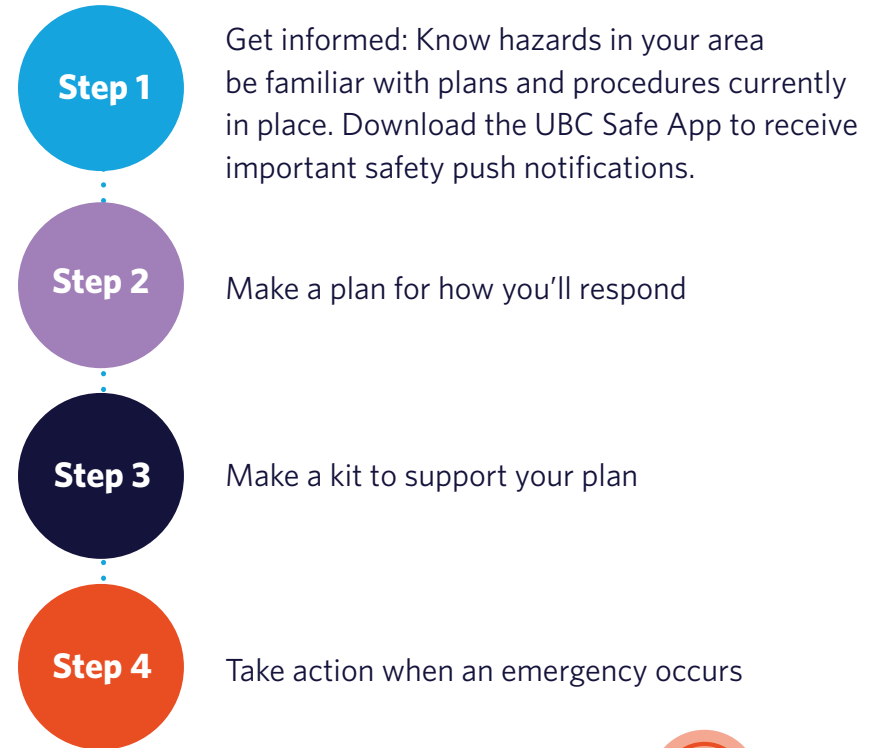 Step 1
Get informed: Know hazards in your area
be familiar with plans and procedures currently
in place. Download the UBC Safe App to receive
important safety push notifications.
Step 2
Make a plan for how you’ll respond
Step 3
Make a kit to support your plan
Step 4
Take action when an emergency occurs